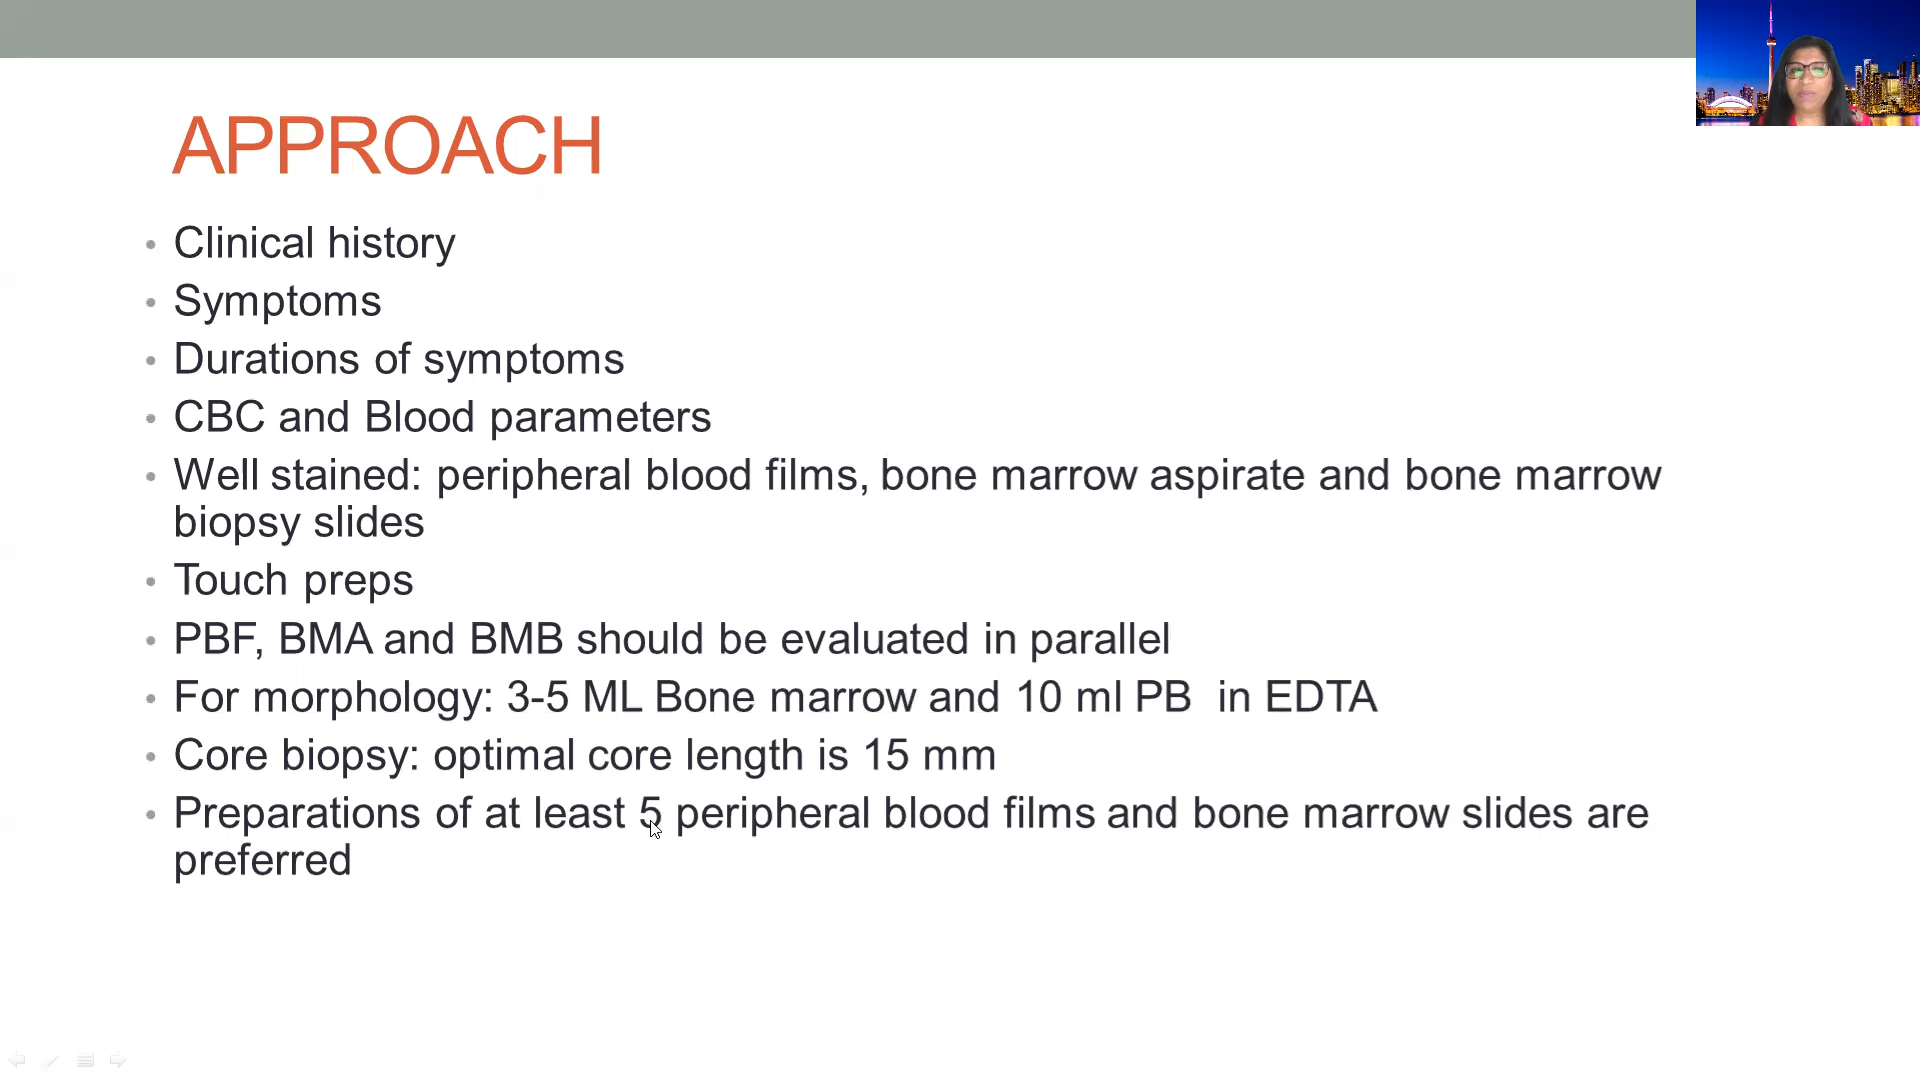 APPROACH
• Clinical history
• Symptoms
• Durations of symptoms
• CBC and Blood parameters
• Well stained: peripheral blood films, bone marrow aspirate and bone marrow
biopsy slides
• Touch preps
• PBF, BMA and BMB should be evaluated in parallel
• For morphology: 3-5 ML Bone marrow and 10 ml PB in EDTA
• Core biopsy: optimal core length is 15 mm
• Preparations of at least 5 peripheral blood films and bone marrow slides are
preferred